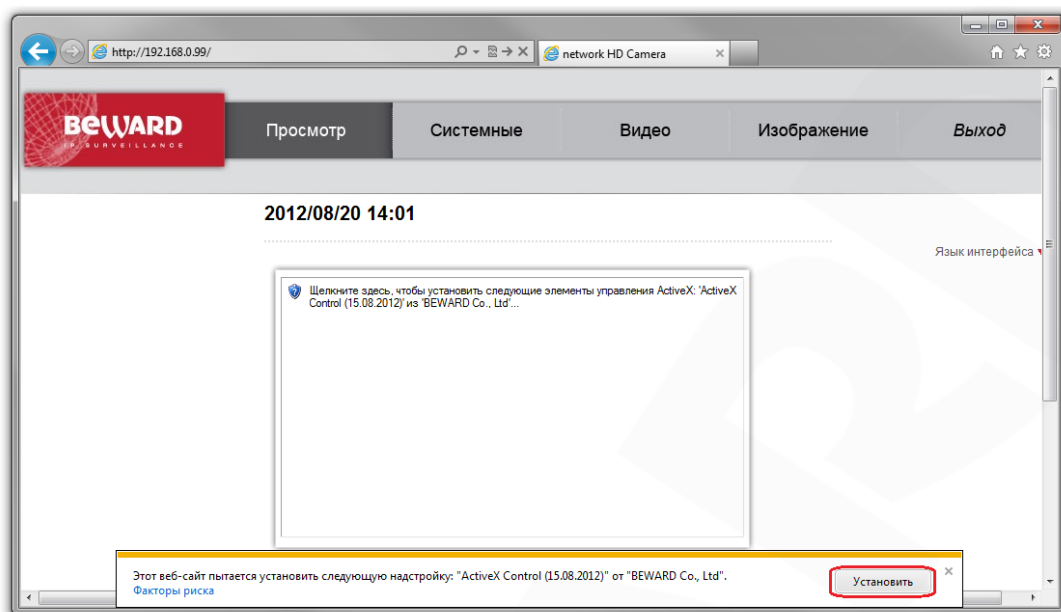 http://192.168.0.99/
network HD Camera
BEWARD
IP SURVEILLANCE
Просмотр
Системные
Видео
Изображение
Выход
2012/08/20 14:01
Язык интерфейса
Щелкните здесь, чтобы установить следующие элементы управления ActiveX: 'ActiveX
Control (15.08.2012)' из 'BEWARD Co., Ltd'...
Этот веб-сайт пытается установить следующую надстройку: "ActiveX Control (15.08.2012)" от "BEWARD Co., Ltd".
Факторы риска
Установить